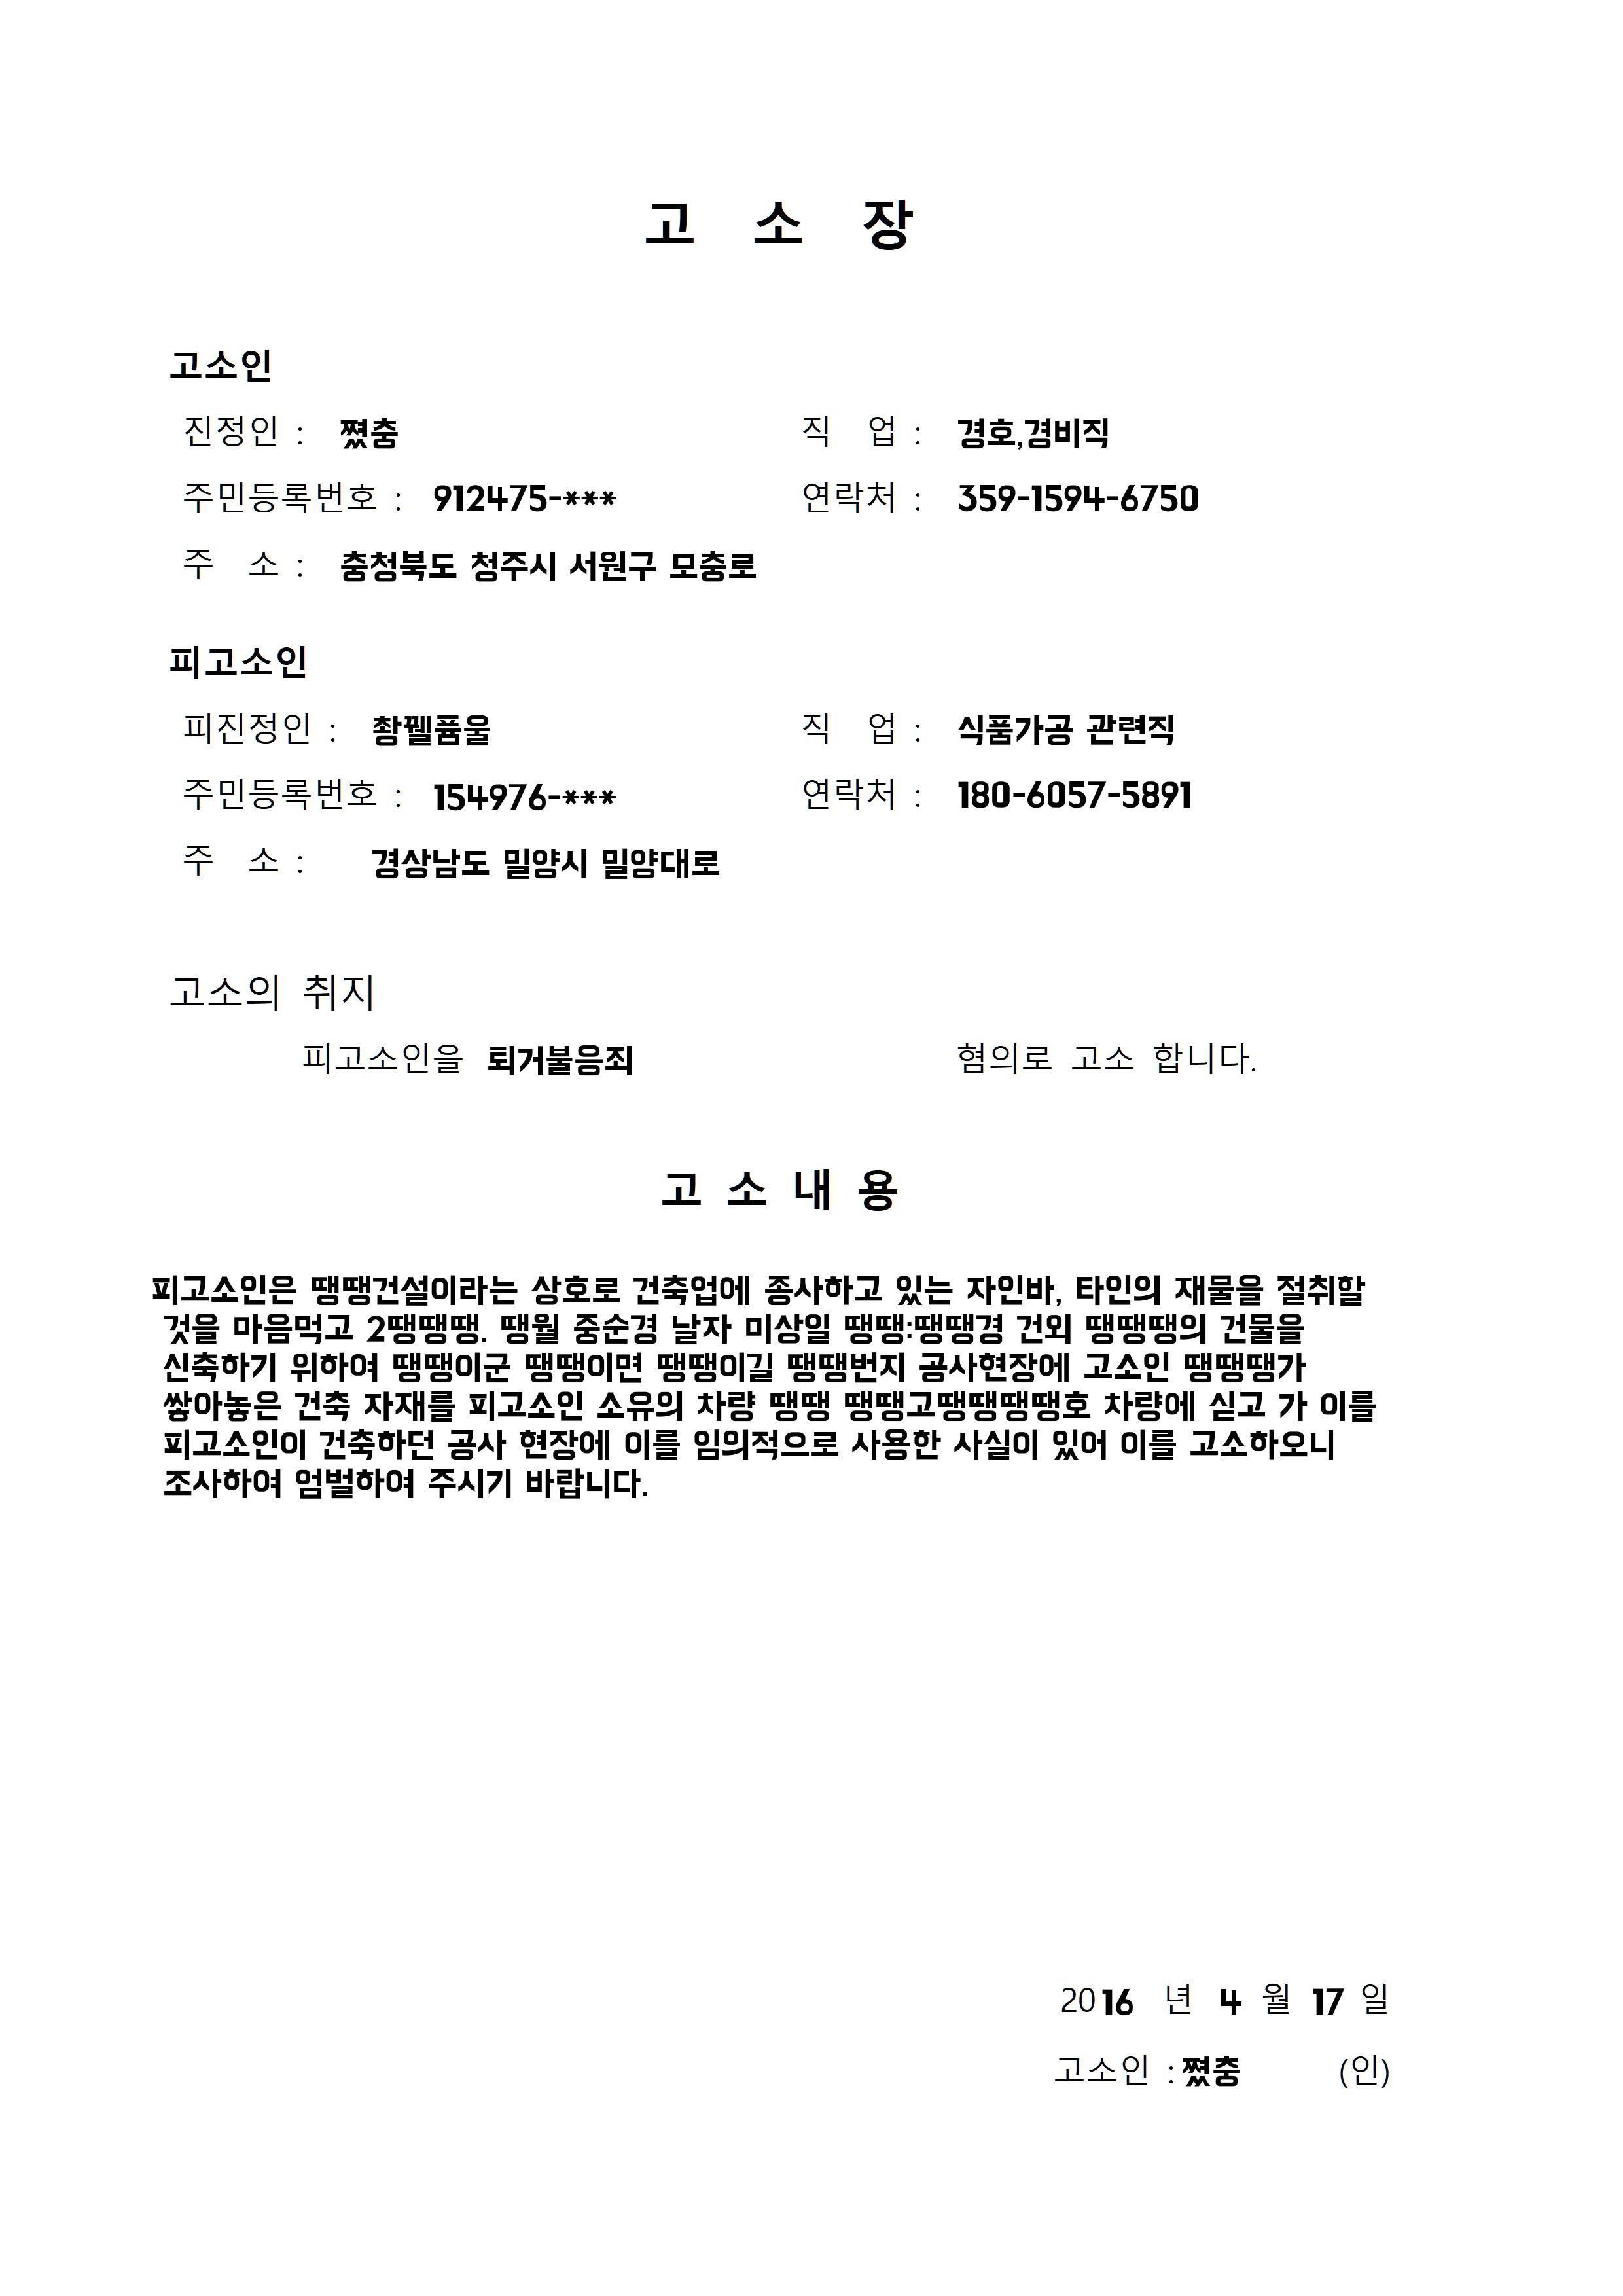 고 소 장
고소인
진정인 : 쪘충 직 업 : 경호,경비직
주민등록번호 : 912475-*** 연락처 : 359-1594-6750
주 소 : 충청북도 청주시 서원구 모충로
피고소인
피진정인 : 촹꿸퓸울 직 업 : 식품가공 관련직
주민등록번호 : 154976-*** 연락처 : 180-6057-5891
주 소 : 경상남도 밀양시 밀양대로
고소의 취지
피고소인을 퇴거불응죄 혐의로 고소 합니다.
고 소 내 용
피고소인은 땡땡건설이라는 상호로 건축업에 종사하고 있는 자인바, 타인의 재물을 절취할
것을 마음먹고 2땡땡땡. 땡월 중순경 날자 미상일 땡땡:땡땡경 건외 땡땡땡의 건물을
신축하기 위하여 땡땡이군 땡땡이면 땡땡이길 땡땡번지 공사현장에 고소인 땡땡땡가
쌓아놓은 건축 자재를 피고소인 소유의 차량 땡땡 땡땡고땡땡땡땡호 차량에 싣고 가 이를
피고소인이 건축하던 공사 현장에 이를 임의적으로 사용한 사실이 있어 이를 고소하오니
조사하여 엄벌하여 주시기 바랍니다.
2016 년 4 월 17 일
고소인 : 쪘충 (인)